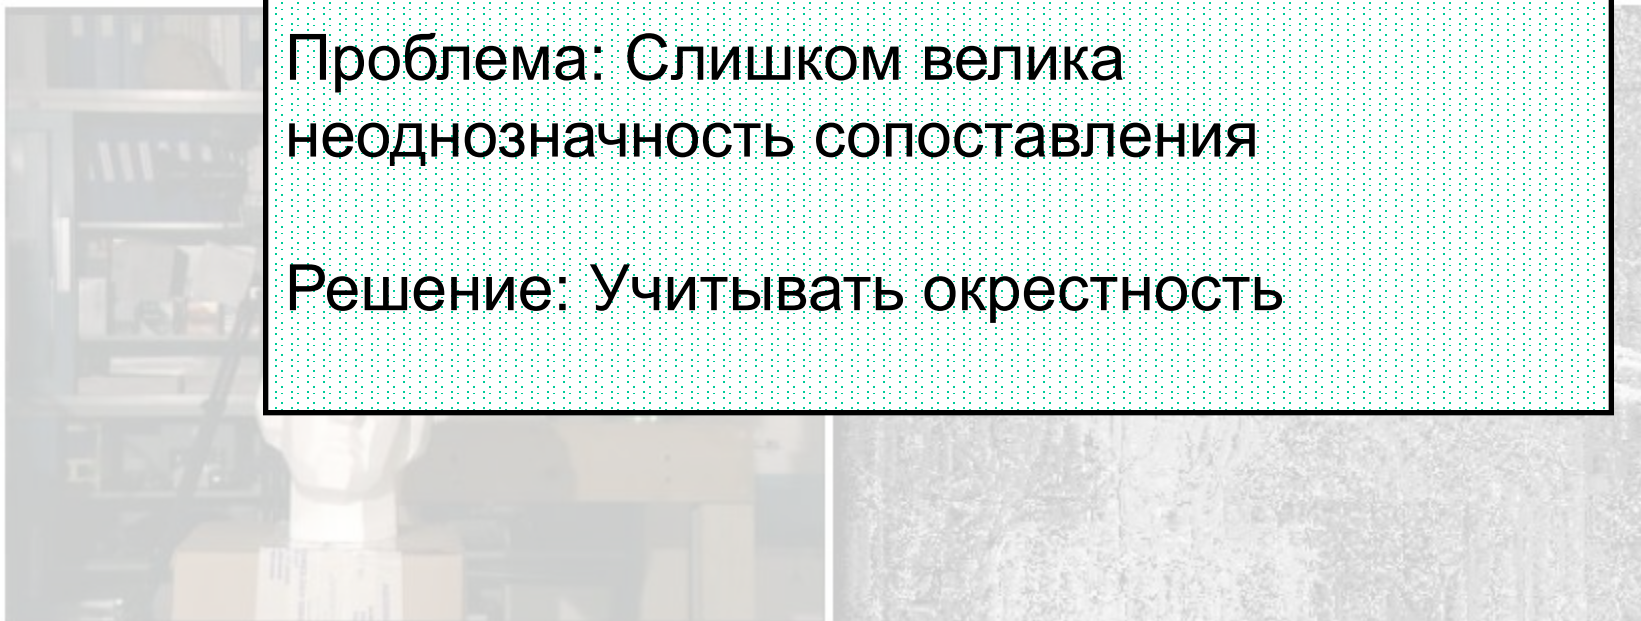 Проблема: Слишком велика
неоднозначность сопоставления
Решение: Учитывать окрестность